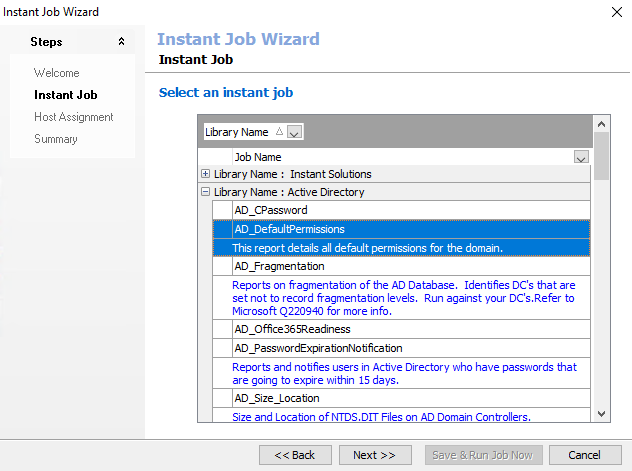 Instant Job Wizard
Steps
Welcome
Instant Job
Host Assignment
Summary
Instant Job Wizard
Instant Job
Select an instant job
Library Name
Job Name
Library Name : Instant Solutions
Library Name : Active Directory
AD_CPassword
AD_DefaultPermissions
This report details all default permissions for the domain.
AD_Fragmentation
Reports on fragmentation of the AD Database. Identifies DC's that are
set not to record fragmentation levels. Run against your DC's.Refer to
Microsoft Q220940 for more info.
AD_Office365Readiness
AD_PasswordExpirationNotification
Reports and notifies users in Active Directory who have passwords that
are going to expire within 15 days.
AD_Size_Location
Size and Location of NTDS.DIT Files on AD Domain Controllers.
<< Back
Next >>
Save & Run Job Now
Cancel